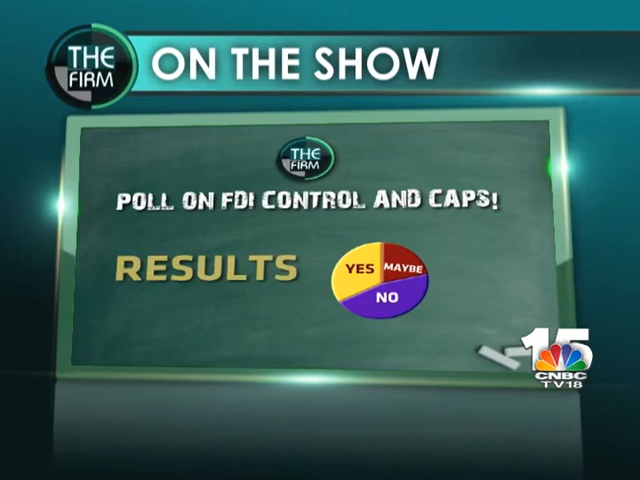 THE
FIRM
ON THE SHOW
THE
FIRM
POLL ON FDI CONTROL AND CAPS!
RESULTS
YES
MAYBE
NO
15
CNBC
TV18